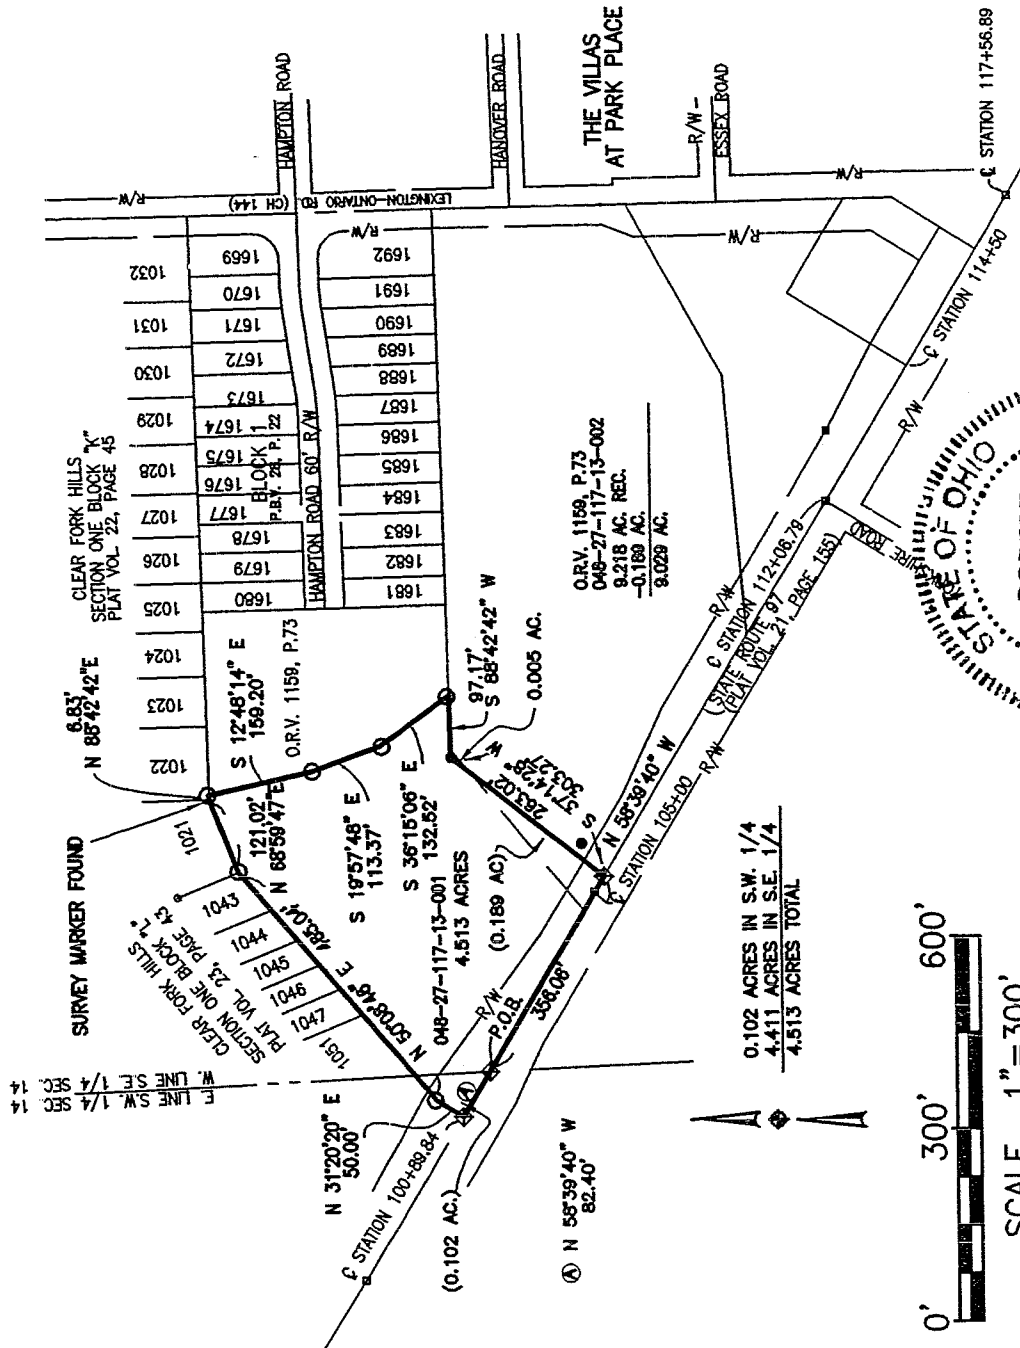 THE VILLAS
AT PARK PLACE
HAMPTON ROAD
HANOVER ROAD
ESSEX ROAD
R/W
R/W
R/W
LEXINGTON-ONTARIO RD (CH 144)
R/W
R/W
℄ STATION 117+56.89
℄ STATION 114+50
R/W
CLEAR FORK HILLS
SECTION ONE BLOCK "K"
PLAT VOL. 22, PAGE 45
1032
1031
1030
1029
1028
1027
1026
1025
1024
1023
1022
1021
1669
1670
1671
1672
1673
1674
1675
1676
1677
1678
1679
1680
BLOCK 1
P.B.V. 28, P. 22
HAMPTON ROAD 60' R/W
1692
1691
1690
1689
1688
1687
1686
1685
1684
1683
1682
1681
O.R.V. 1159, P.73
048-27-117-13-002
9.218 AC. REC.
-0.189 AC.
9.029 AC.
6.83'
N 88°42'42"E
S 12°48'14" E
159.20'
O.R.V. 1159, P.73
97.17'
S 88°42'42" W
0.005 AC.
SURVEY MARKER FOUND
121.02'
N 68°59'47"E
S 19°57'48" E
113.37'
S 36°15'06" E
132.52'
048-27-117-13-001
4.513 ACRES
(0.189 AC)
263.02'
S 37°14'28" W
303.27'
CLEAR FORK HILLS
SECTION ONE BLOCK "L"
PLAT VOL. 23, PAGE 43
1043
1044
1045
1046
1047
1051
N 50°08'46" E 485.04'
R/W
R/W
℄ STATION 112+06.79
STATE ROUTE 97
(PLAT VOL. 21, PAGE 155)
N 58°39'40" W
℄ STATION 105+00
R/W
P.O.B.
356.06'
W. LINE S.E. 1/4 SEC. 14
E. LINE S.W. 1/4 SEC. 14
N 31°20'20" E
50.00'
℄ STATION 100+89.84
(0.102 AC.)
A
Ⓐ N 58°39'40" W
82.40'
0.102 ACRES IN S.W. 1/4
4.411 ACRES IN S.E. 1/4
4.513 ACRES TOTAL
0' 300' 600'
SCALE 1"=300'
STATE OF OHIO